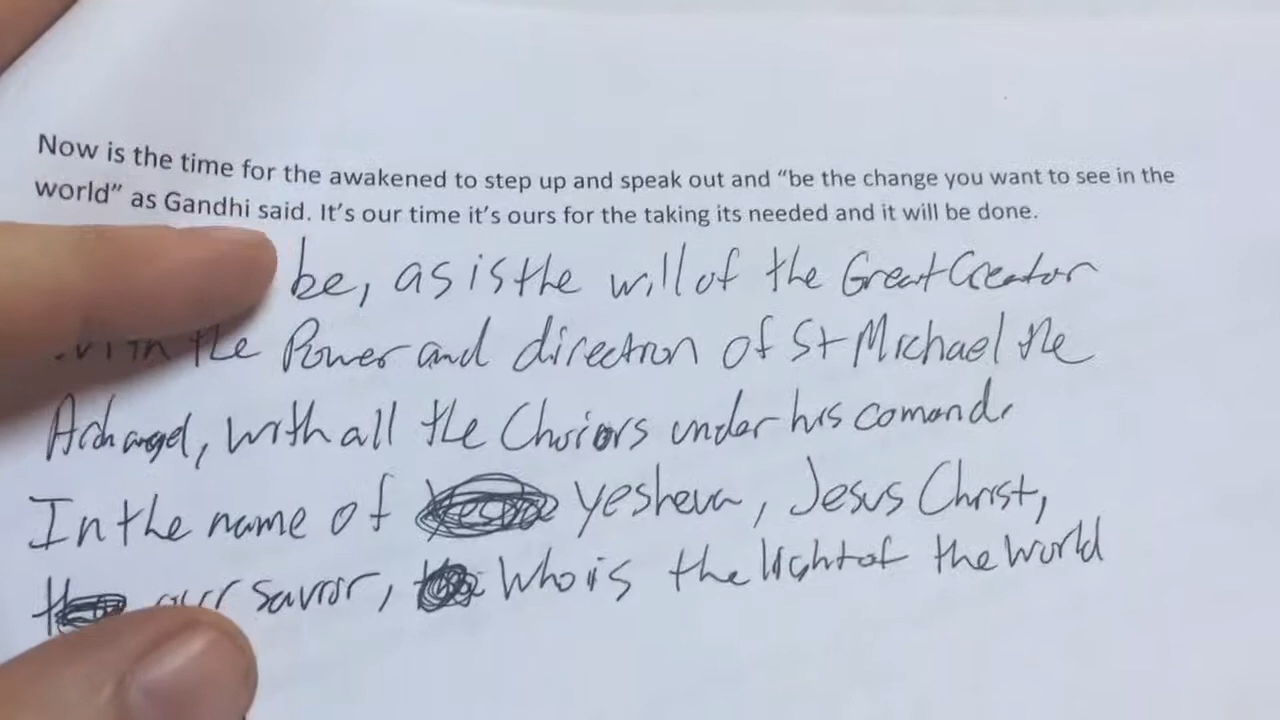 Now is the time for the awakened to step up and speak out and “be the change you want to see in the
world” as Gandhi said. It’s our time it’s ours for the taking its needed and it will be done.
be, as is the will of the Great Creator
with the Power and direction of St Michael the
Archangel, with all the Choiors under his comand.
In the name of Yesheva, Jesus Christ,
our savior, Who is the light of the World